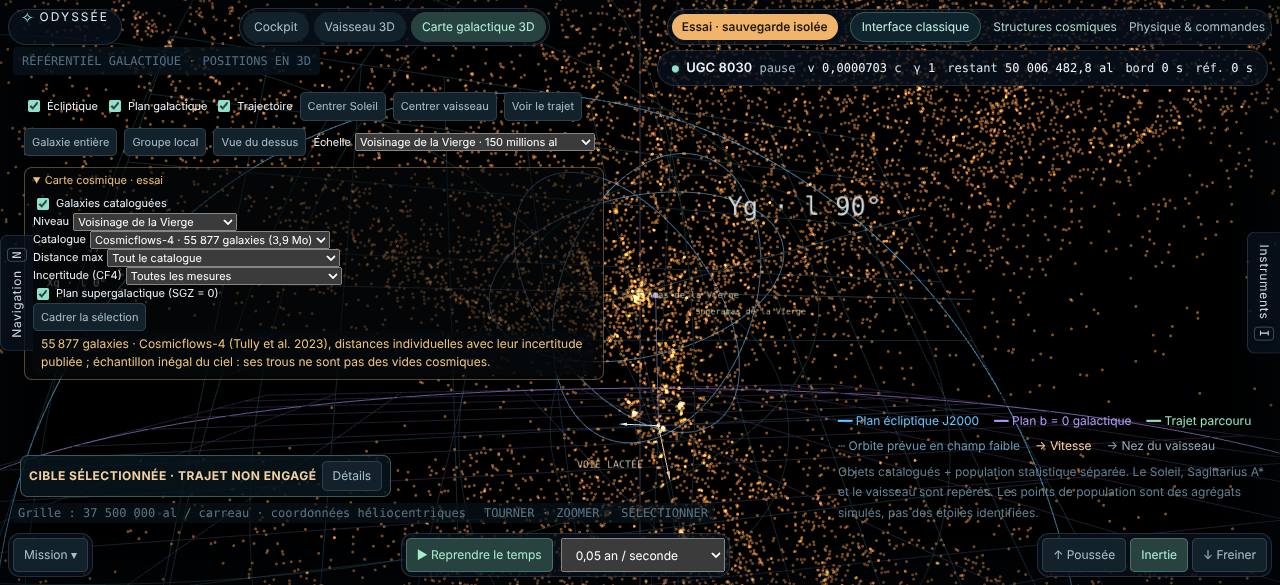 ✧ ODYSSÉE
Cockpit Vaisseau 3D Carte galactique 3D
Essai · sauvegarde isolée Interface classique Structures cosmiques Physique & commandes
RÉFÉRENTIEL GALACTIQUE · POSITIONS EN 3D
UGC 8030 pause v 0,0000703 c γ 1 restant 50 006 482,8 al bord 0 s réf. 0 s
Écliptique Plan galactique Trajectoire Centrer Soleil Centrer vaisseau Voir le trajet
Galaxie entière Groupe local Vue du dessus Échelle Voisinage de la Vierge · 150 millions al
▼ Carte cosmique · essai
Galaxies cataloguées
Niveau Voisinage de la Vierge
Catalogue Cosmicflows-4 · 55 877 galaxies (3,9 Mo)
Distance max Tout le catalogue
Incertitude (CF4) Toutes les mesures
Plan supergalactique (SGZ = 0)
Cadrer la sélection
55 877 galaxies · Cosmicflows-4 (Tully et al. 2023), distances individuelles avec leur incertitude
publiée ; échantillon inégal du ciel : ses trous ne sont pas des vides cosmiques.
Navigation N
Yg · l 90°
Amas de la Vierge
Superamas de la Vierge
VOIE LACTÉE
Instruments I
Plan écliptique J2000 Plan b = 0 galactique Trajet parcouru
Orbite prévue en champ faible → Vitesse → Nez du vaisseau
Objets catalogués + population statistique séparée. Le Soleil, Sagittarius A*
et le vaisseau sont repérés. Les points de population sont des agrégats
simulés, pas des étoiles identifiées.
CIBLE SÉLECTIONNÉE · TRAJET NON ENGAGÉ Détails
Grille : 37 500 000 al / carreau · coordonnées héliocentriques TOURNER · ZOOMER · SÉLECTIONNER
Mission ▾
▶ Reprendre le temps 0,05 an / seconde
↑ Poussée Inertie ↓ Freiner